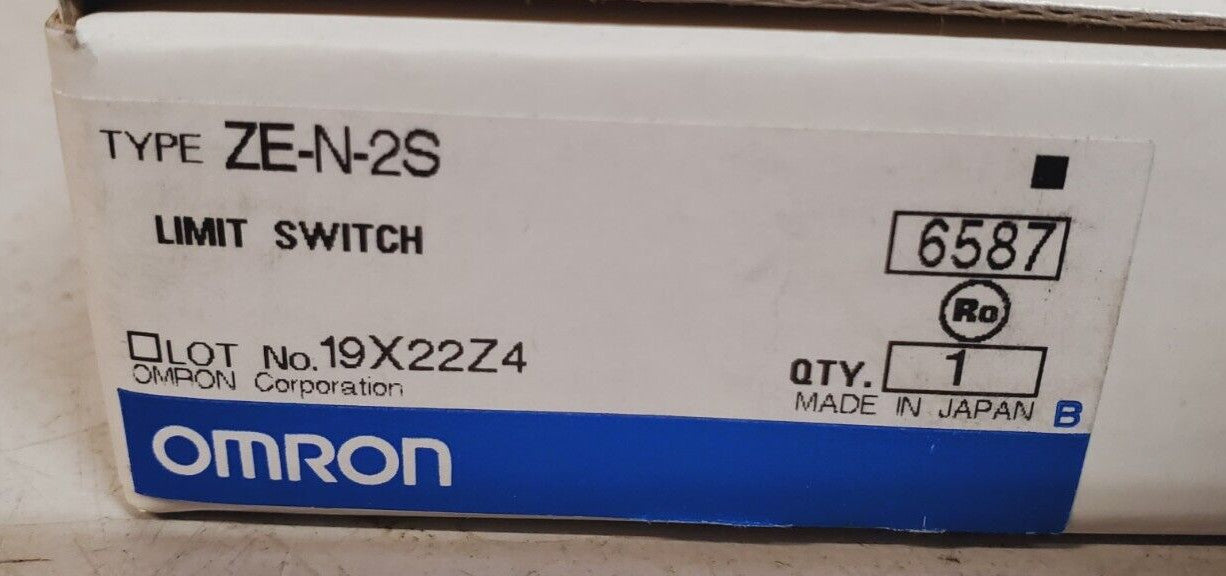 TYPE ZE-N-2S
LIMIT SWITCH
6587
Ro
LOT No. 19X22Z4
QTY. 1
OMRON Corporation
MADE IN JAPAN B
OMRON